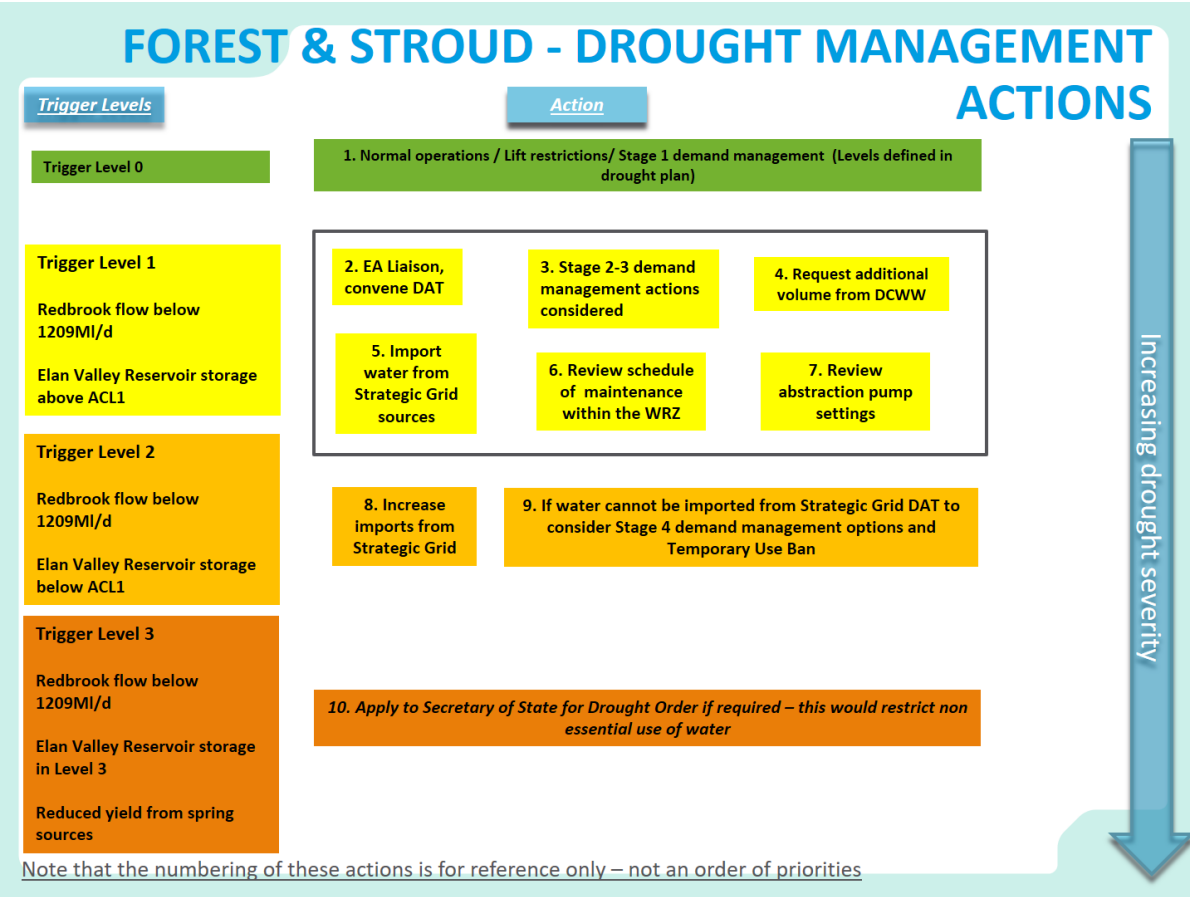 FOREST & STROUD - DROUGHT MANAGEMENT
ACTIONS
Trigger Levels
Action
Trigger Level 0
1. Normal operations / Lift restrictions/ Stage 1 demand management (Levels defined in
drought plan)
Trigger Level 1
Redbrook flow below
1209Ml/d
Elan Valley Reservoir storage
above ACL1
2. EA Liaison,
convene DAT
3. Stage 2-3 demand
management actions
considered
4. Request additional
volume from DCWW
5. Import
water from
Strategic Grid
sources
6. Review schedule
of maintenance
within the WRZ
7. Review
abstraction pump
settings
Trigger Level 2
Redbrook flow below
1209Ml/d
Elan Valley Reservoir storage
below ACL1
8. Increase
imports from
Strategic Grid
9. If water cannot be imported from Strategic Grid DAT to
consider Stage 4 demand management options and
Temporary Use Ban
Trigger Level 3
Redbrook flow below
1209Ml/d
Elan Valley Reservoir storage
in Level 3
Reduced yield from spring
sources
10. Apply to Secretary of State for Drought Order if required – this would restrict non
essential use of water
Increasing drought severity
Note that the numbering of these actions is for reference only – not an order of priorities